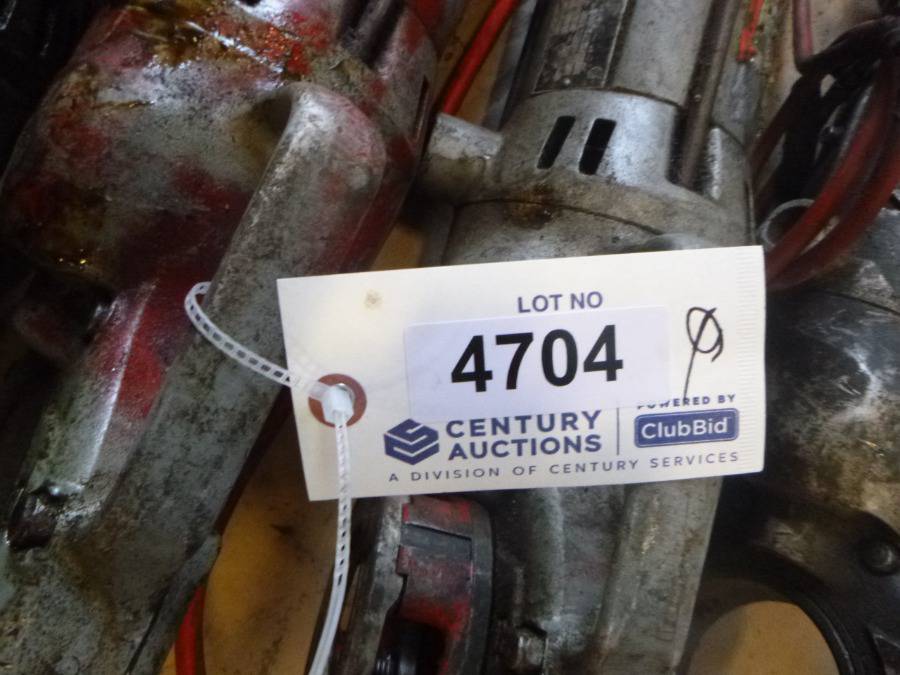 LOT NO
4704
CENTURY
AUCTIONS
POWERED BY
ClubBid
A DIVISION OF CENTURY SERVICES